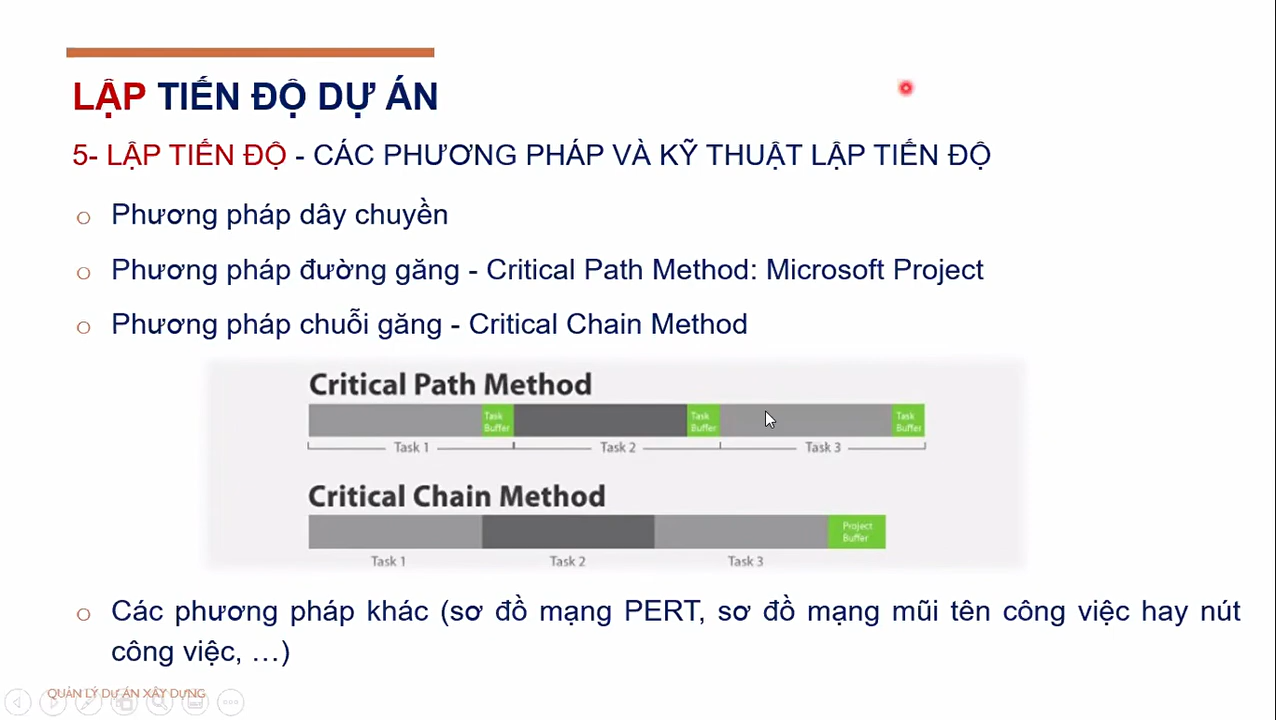 LẬP TIẾN ĐỘ DỰ ÁN
5- LẬP TIẾN ĐỘ - CÁC PHƯƠNG PHÁP VÀ KỸ THUẬT LẬP TIẾN ĐỘ
Phương pháp dây chuyền
Phương pháp đường găng - Critical Path Method: Microsoft Project
Phương pháp chuỗi găng - Critical Chain Method
Critical Path Method
Task Buffer
Task Buffer
Task Buffer
Task 1
Task 2
Task 3
Critical Chain Method
Project Buffer
Task 1
Task 2
Task 3
Các phương pháp khác (sơ đồ mạng PERT, sơ đồ mạng mũi tên công việc hay nút
công việc, …)
QUẢN LÝ DỰ ÁN XÂY DỰNG